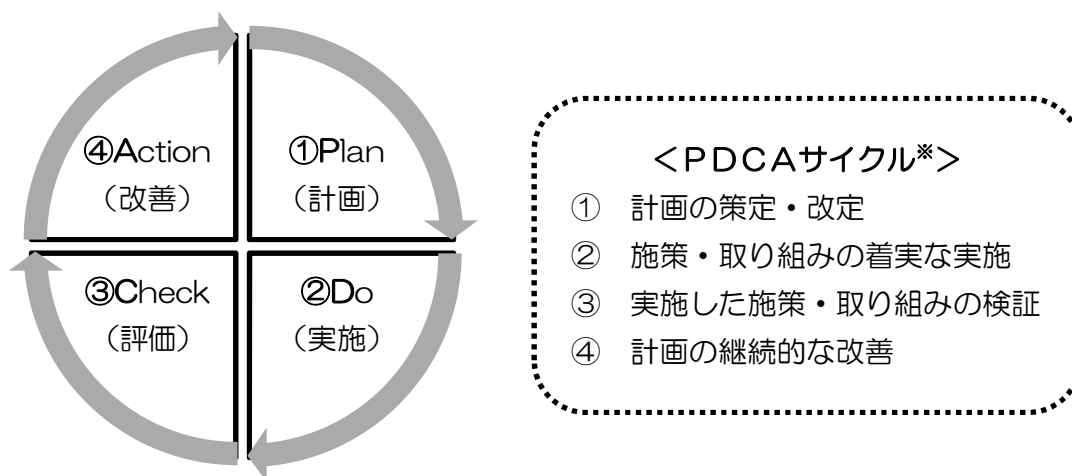 ④Action
（改善）
①Plan
（計画）
③Check
（評価）
②Do
（実施）
＜ＰＤＣＡサイクル※＞
①　計画の策定・改定
②　施策・取り組みの着実な実施
③　実施した施策・取り組みの検証
④　計画の継続的な改善